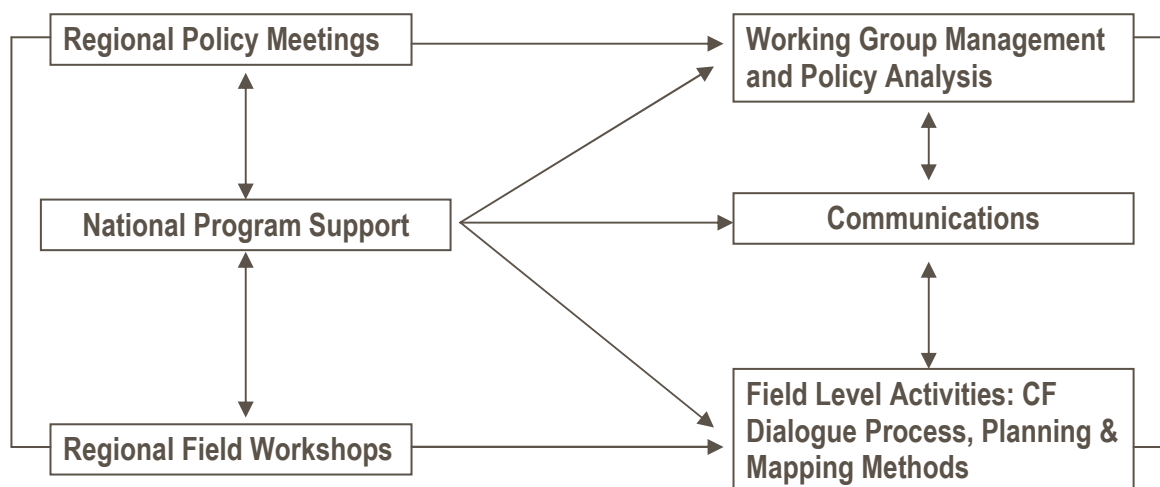 Regional Policy Meetings
Working Group Management
and Policy Analysis
National Program Support
Communications
Regional Field Workshops
Field Level Activities: CF
Dialogue Process, Planning &
Mapping Methods